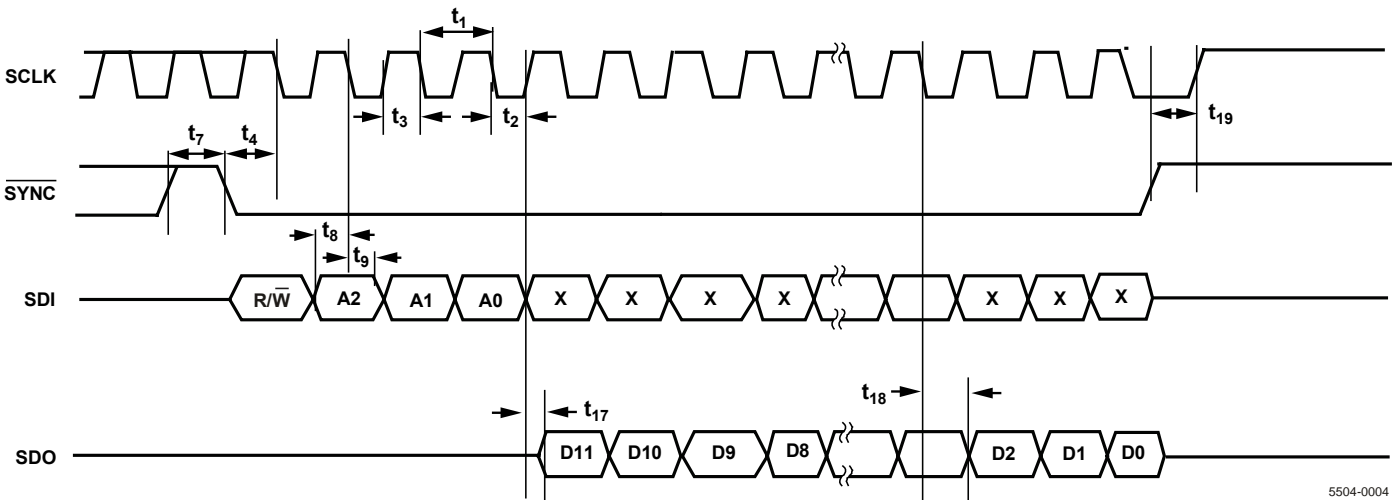 t1
SCLK
t3
t2
t19
t7
t4
SYNC
t8
t9
SDI
R/W
A2
A1
A0
X
X
X
X
X
X
X
t18
t17
SDO
D11
D10
D9
D8
D2
D1
D0
5504-0004